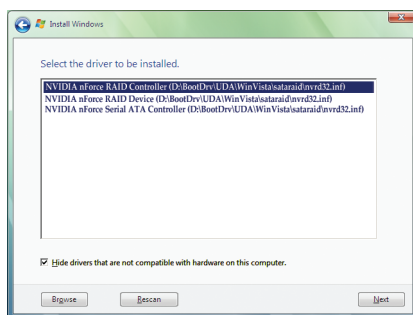 Install Windows
Select the driver to be installed.
NVIDIA nForce RAID Controller (D:\BootDrv\UDA\WinVista\sataraid\nvrd32.inf)
NVIDIA nForce RAID Device (D:\BootDrv\UDA\WinVista\sataraid\nvrd32.inf)
NVIDIA nForce Serial ATA Controller (D:\BootDrv\UDA\WinVista\sataraid\nvrd32.inf)
Hide drivers that are not compatible with hardware on this computer.
Browse Rescan Next